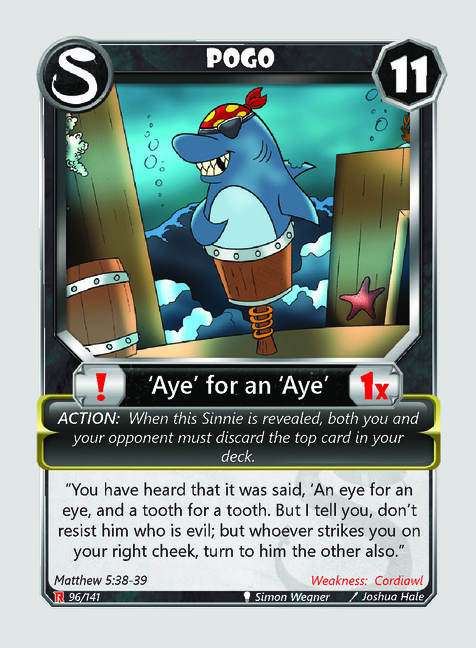 S
POGO
11
!
'Aye' for an 'Aye'
1x
ACTION: When this Sinnie is revealed, both you and
your opponent must discard the top card in your
deck.
"You have heard that it was said, 'An eye for an
eye, and a tooth for a tooth. But I tell you, don't
resist him who is evil; but whoever strikes you on
your right cheek, turn to him the other also."
Matthew 5:38-39
Weakness: Cordiawl
R 96/141
Simon Wegner
Joshua Hale